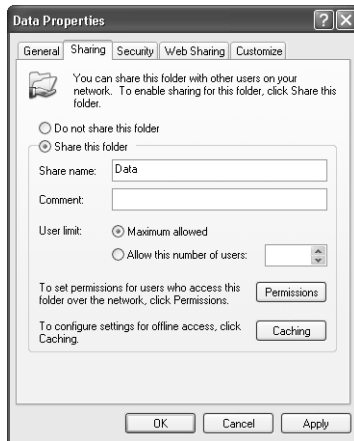 Data Properties
General Sharing Security Web Sharing Customize
You can share this folder with other users on your
network. To enable sharing for this folder, click Share this
folder.
Do not share this folder
Share this folder
Share name: Data
Comment:
User limit: Maximum allowed
Allow this number of users:
To set permissions for users who access this
folder over the network, click Permissions.
Permissions
To configure settings for offline access, click
Caching.
Caching
OK Cancel Apply